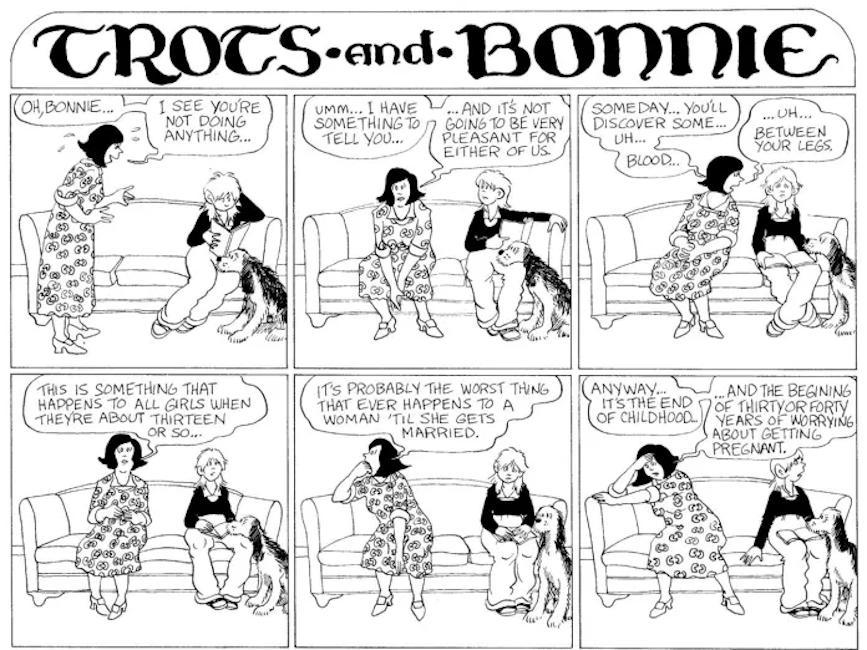 TROTS•and•BONNIE
OH, BONNIE...
I SEE YOU'RE
NOT DOING
ANYTHING...
UMM... I HAVE
SOMETHING TO
TELL YOU...
...AND IT'S NOT
GOING TO BE VERY
PLEASANT FOR
EITHER OF US.
SOMEDAY... YOU'LL
DISCOVER SOME...
UH...
BLOOD...
...UH...
BETWEEN
YOUR LEGS.
THIS IS SOMETHING THAT
HAPPENS TO ALL GIRLS WHEN
THEYRE ABOUT THIRTEEN
OR SO...
IT'S PROBABLY THE WORST THING
THAT EVER HAPPENS TO A
WOMAN 'TIL SHE GETS
MARRIED.
ANYWAY...
IT'S THE END
OF CHILDHOOD...
...AND THE BEGINING
OF THIRTY OR FORTY
YEARS OF WORRYING
ABOUT GETTING
PREGNANT.